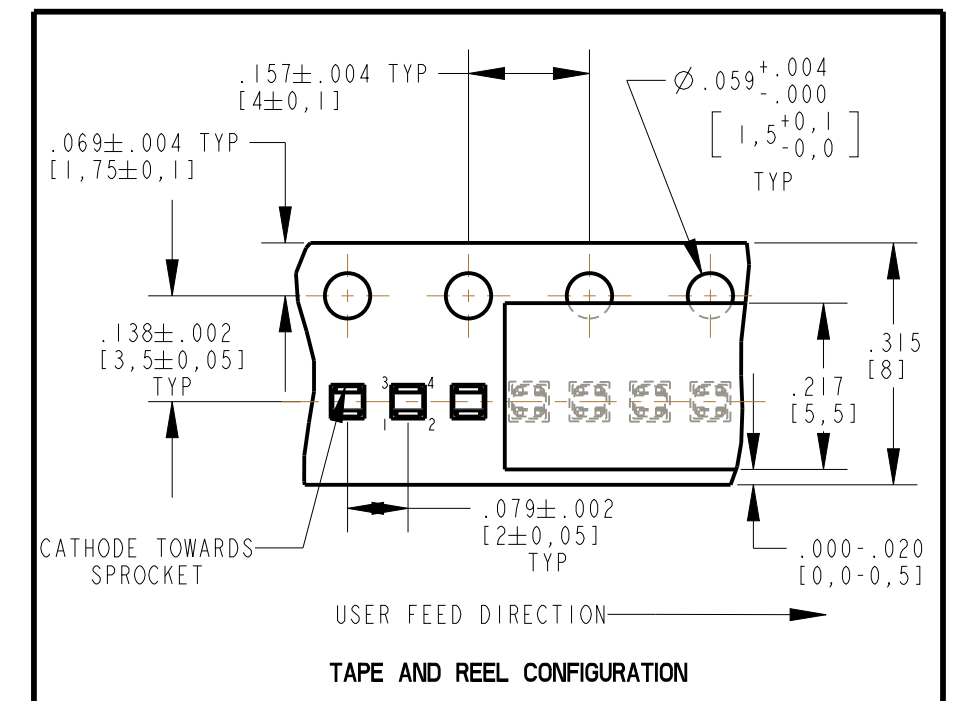 .157±.004 TYP
[4±0,1]
Ø.059 +.004 -.000
[1,5 +0,1 -0,0]
TYP
.069±.004 TYP
[1,75±0,1]
.138±.002
[3,5±0,05]
TYP
3 4
1 2
.315
[8]
.217
[5,5]
.079±.002
[2±0,05]
TYP
CATHODE TOWARDS
SPROCKET
.000-.020
[0,0-0,5]
USER FEED DIRECTION
TAPE AND REEL CONFIGURATION